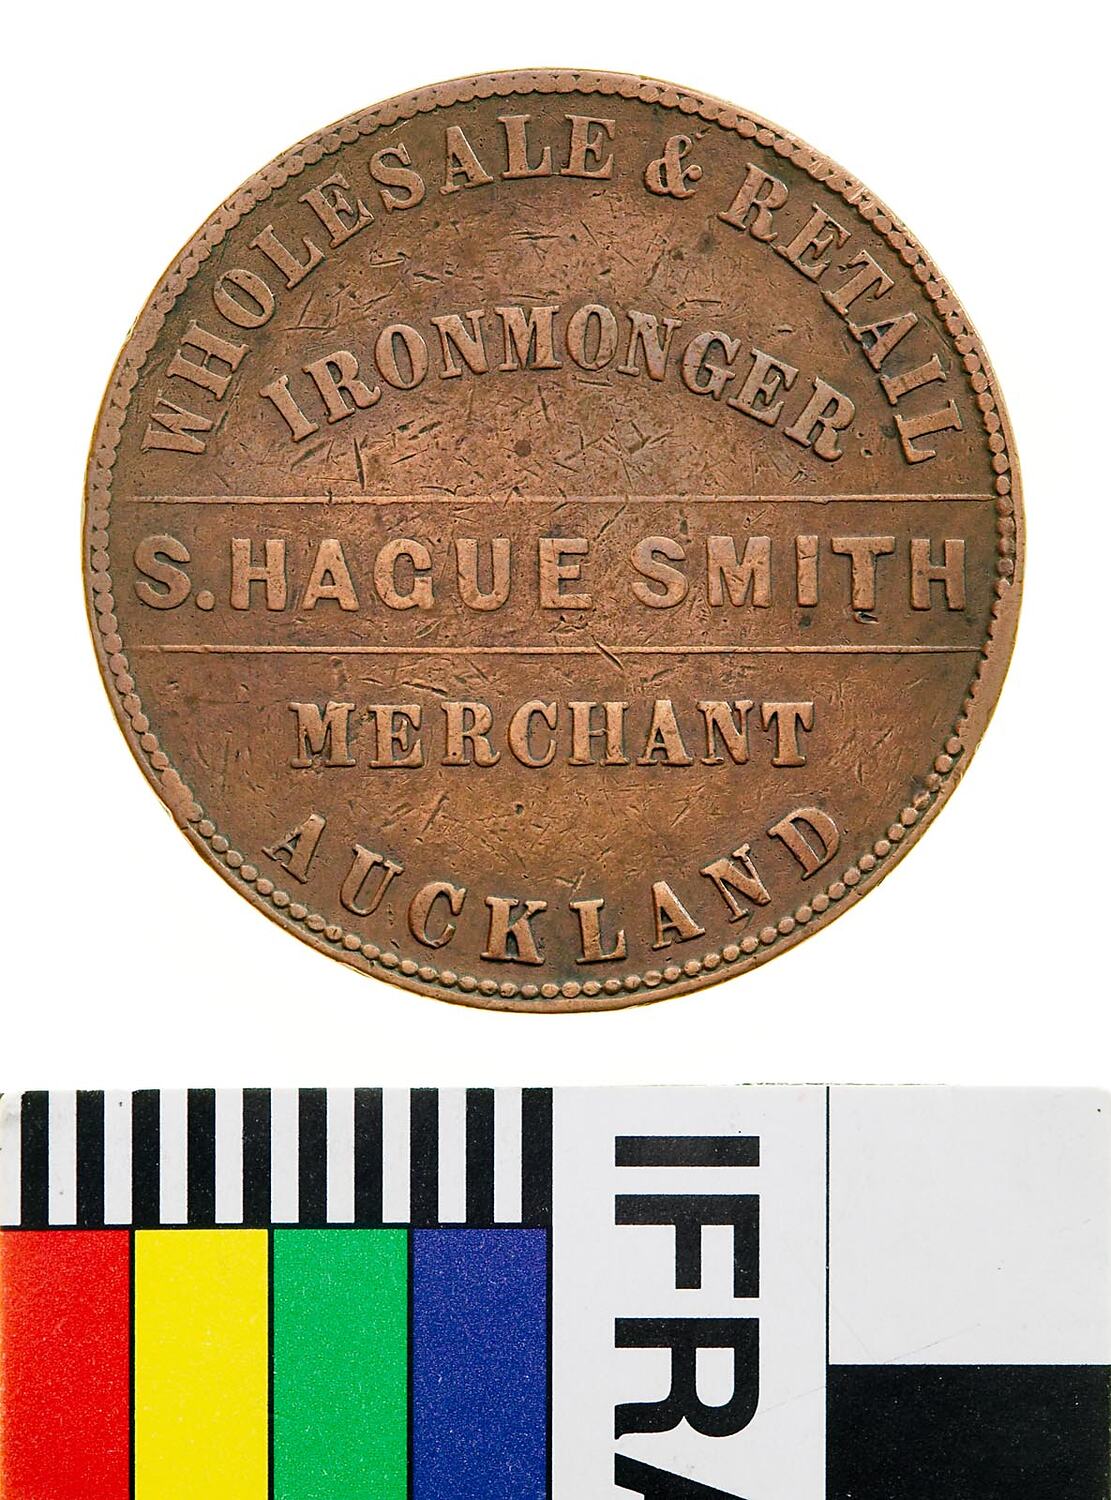 WHOLESALE & RETAIL
IRONMONGER
S. HAGUE SMITH
MERCHANT
AUCKLAND
IFRA